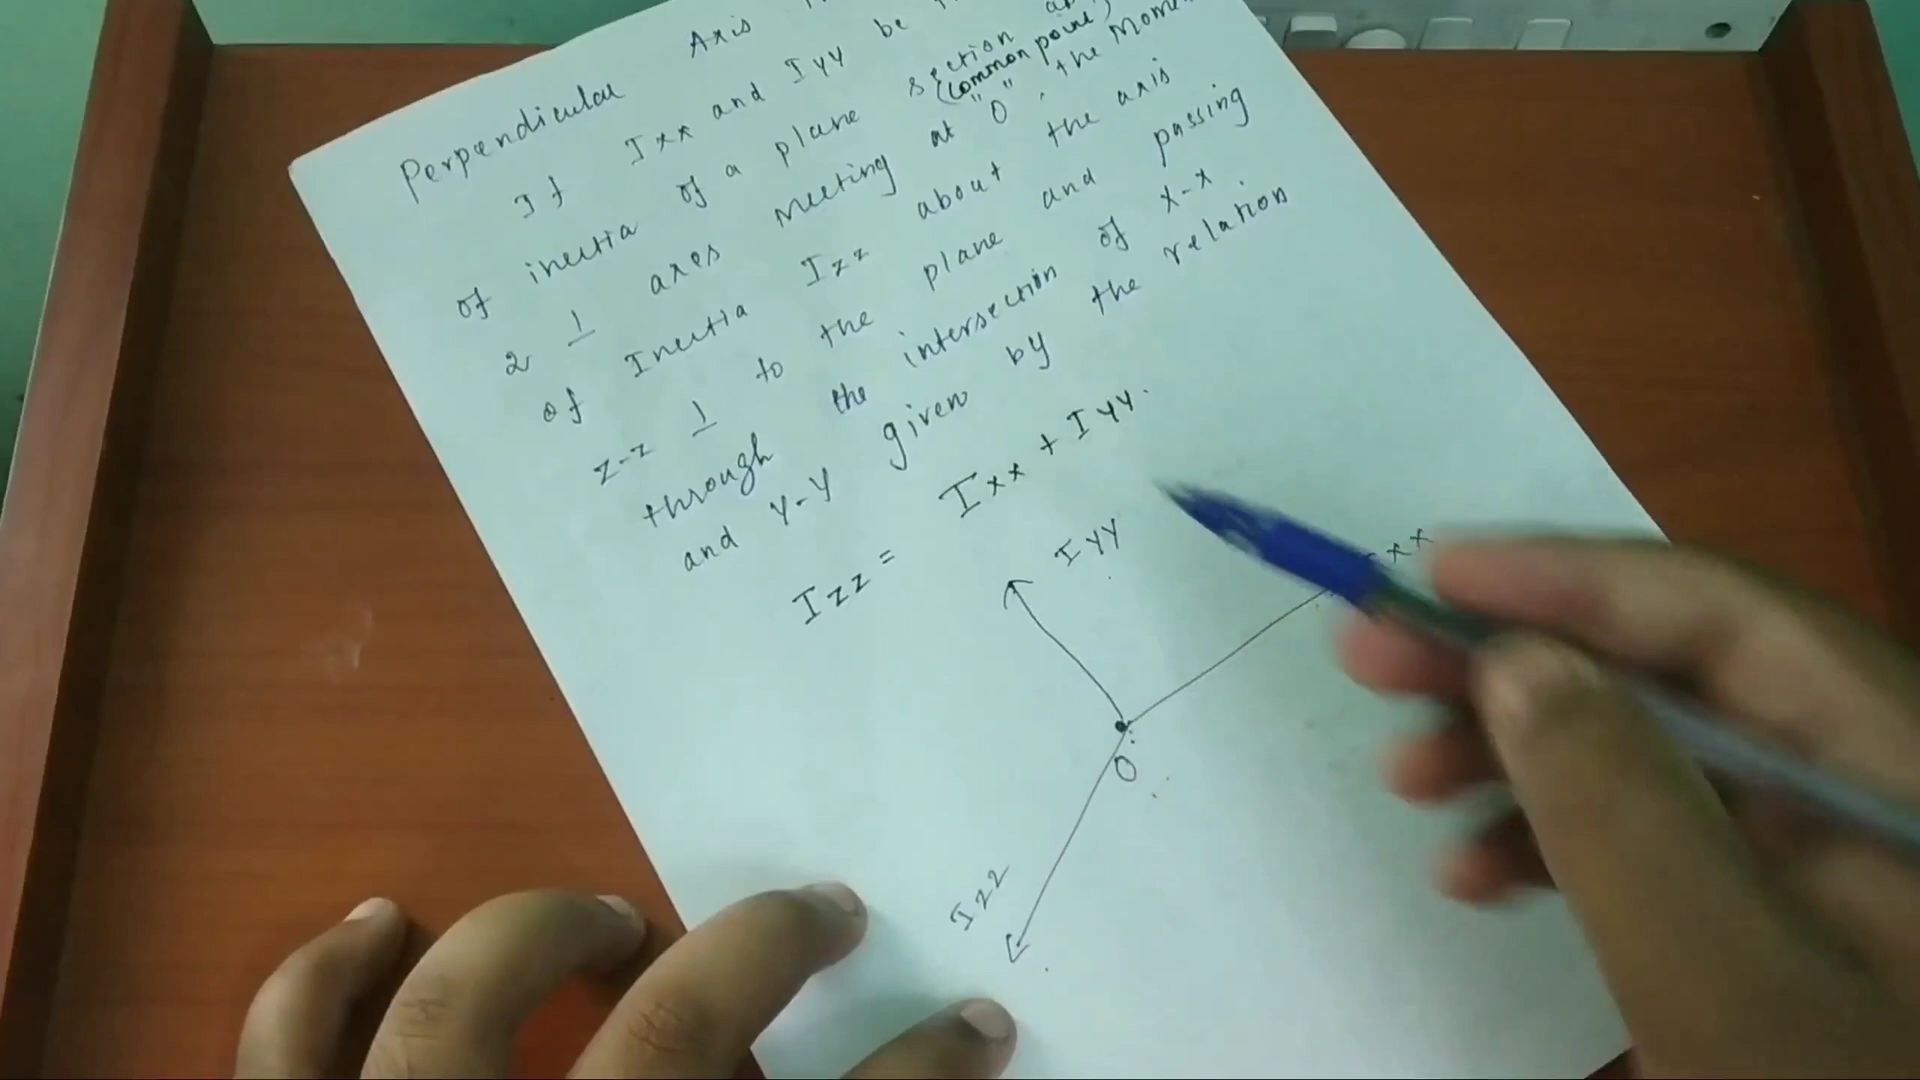 Perpendicular Axis
If Ixx and Iyy be
of inertia of a plane section
(common point)
2 ⊥ axes Meeting at "O", the Moment
of Inertia Izz about the axis
z-z ⊥ to the plane and passing
through the intersection of x-x
and Y-Y given by the relation
Izz = Ixx + Iyy.
Iyy
xx
O
Izz